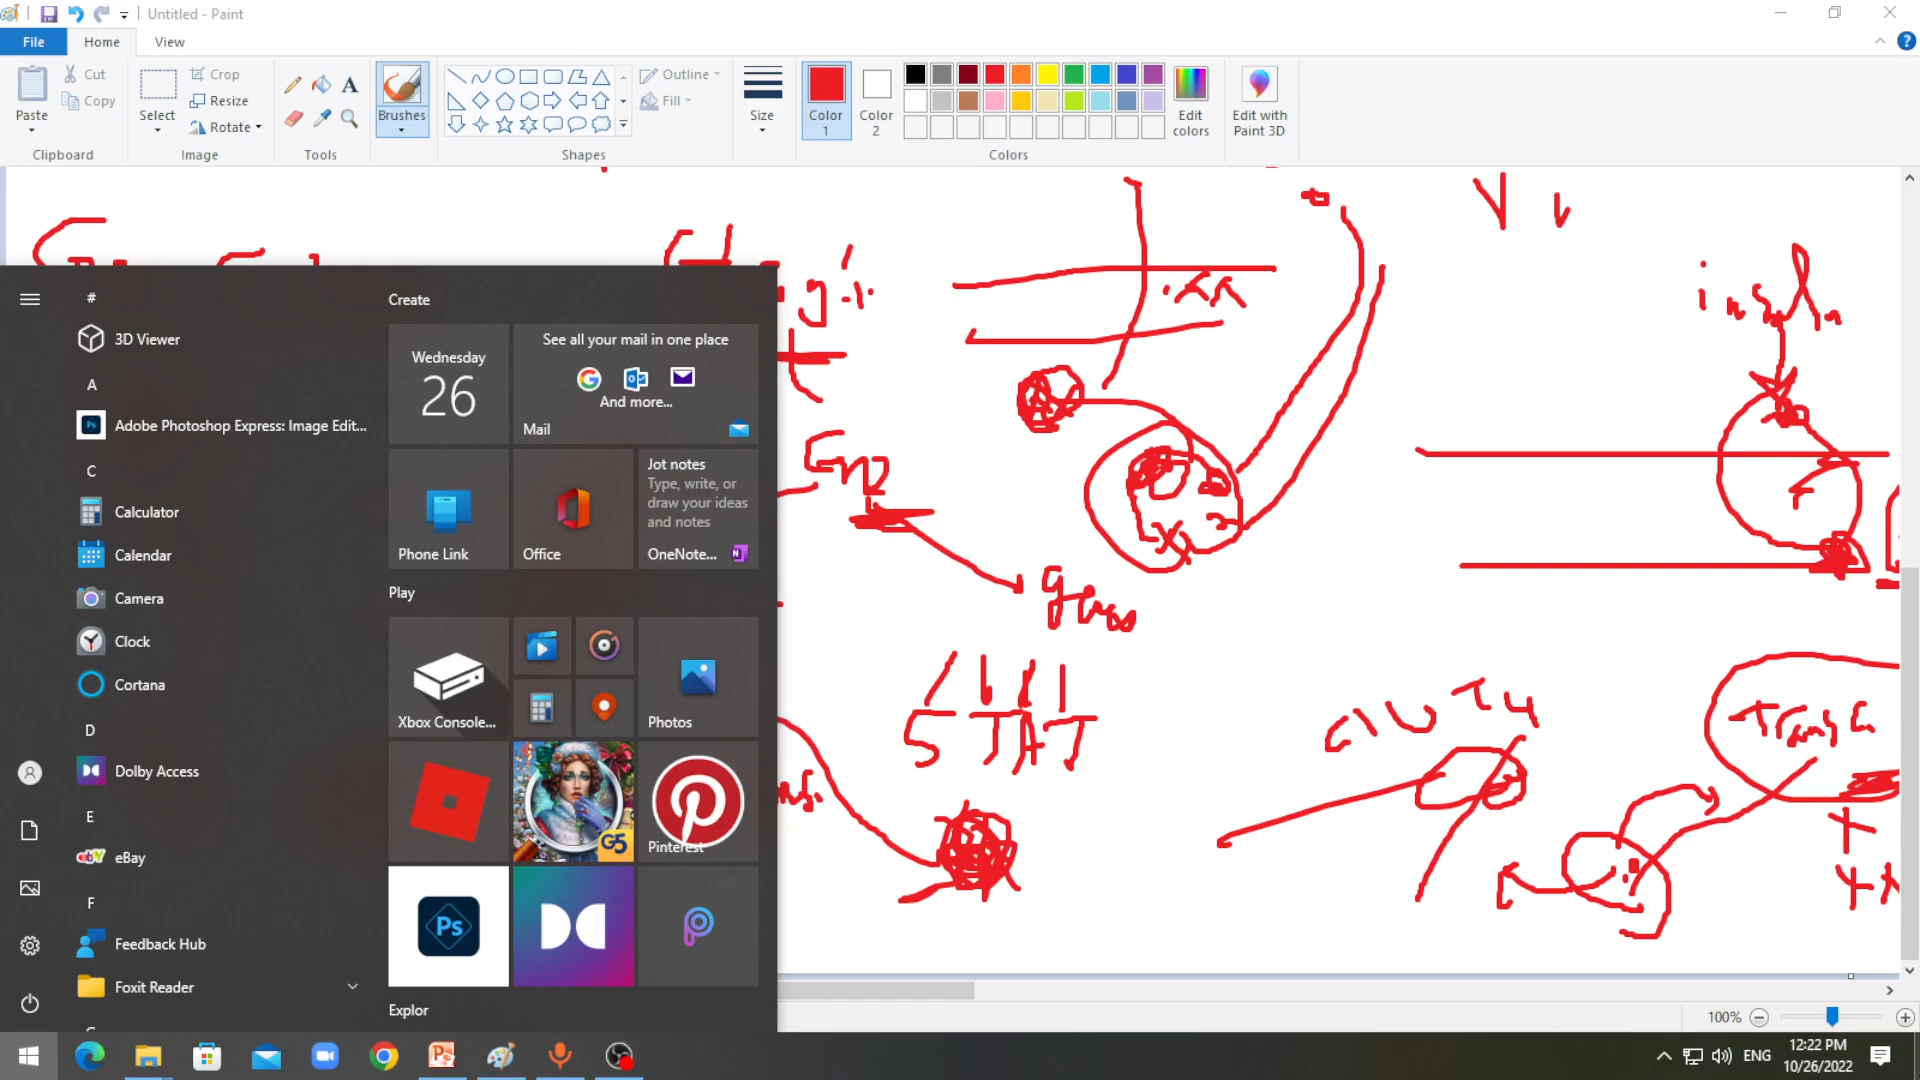 Untitled - Paint
File Home View
Cut
Copy
Paste
Clipboard
Select
Crop
Resize
Rotate
Image
A
Tools
Brushes
Shapes
Outline
Fill
Size
Color 1
Color 2
Colors
Edit colors
Edit with Paint 3D
#
3D Viewer
A
Adobe Photoshop Express: Image Edit...
C
Calculator
Calendar
Camera
Clock
Cortana
D
Dolby Access
E
eBay
F
Feedback Hub
Foxit Reader
Create
Wednesday
26
See all your mail in one place
And more...
Mail
Phone Link
Office
Jot notes
Type, write, or
draw your ideas
and notes
OneNote...
Play
Xbox Console...
Photos
G5
Pinterest
Ps
Explor
STAT
GLUT4
100%
ENG
12:22 PM
10/26/2022